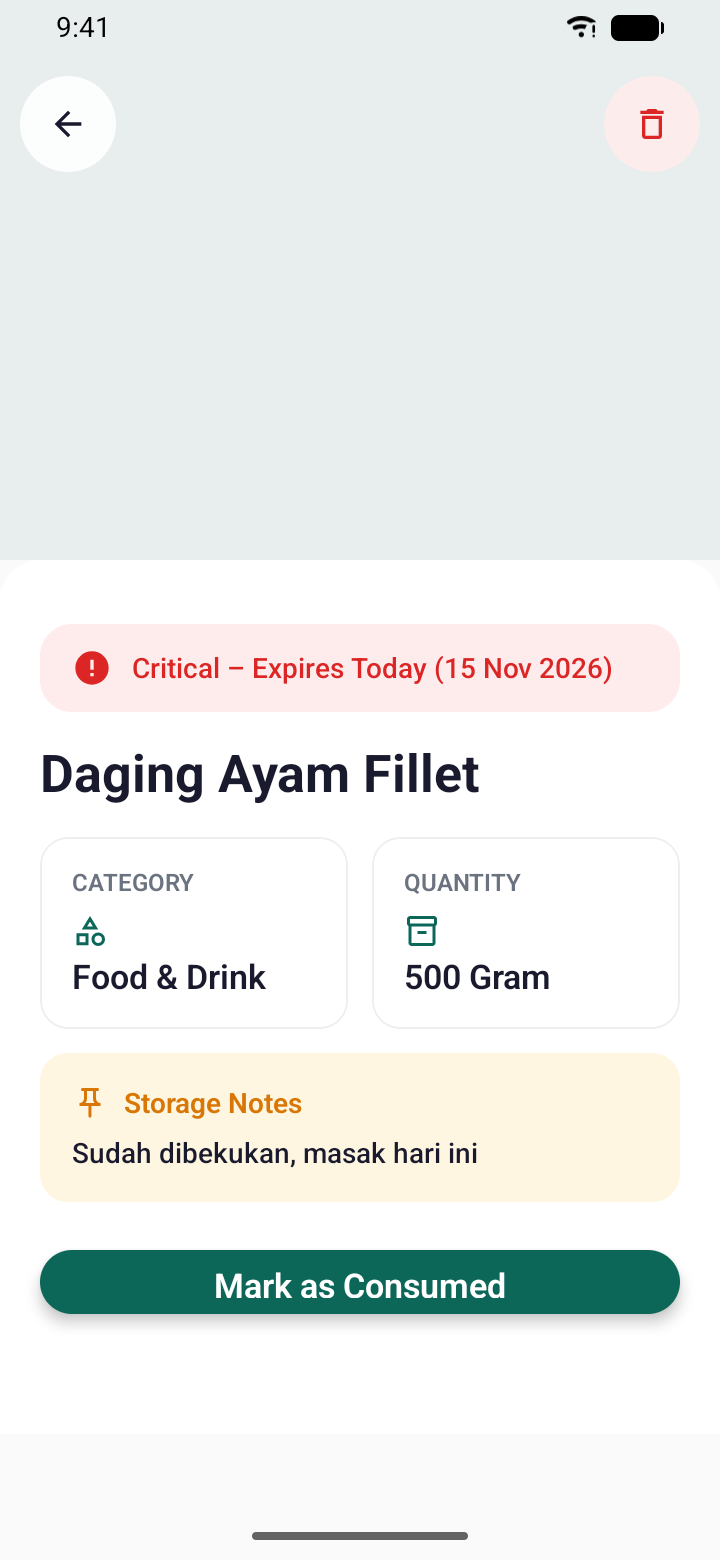 9:41
Critical – Expires Today (15 Nov 2026)
Daging Ayam Fillet
CATEGORY
Food & Drink
QUANTITY
500 Gram
Storage Notes
Sudah dibekukan, masak hari ini
Mark as Consumed